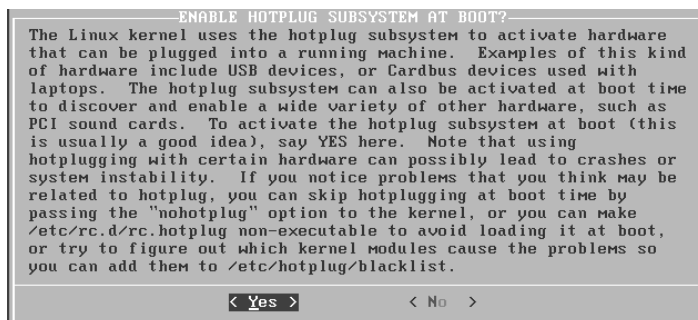 ENABLE HOTPLUG SUBSYSTEM AT BOOT?
The Linux kernel uses the hotplug subsystem to activate hardware
that can be plugged into a running machine.  Examples of this kind
of hardware include USB devices, or Cardbus devices used with
laptops.  The hotplug subsystem can also be activated at boot time
to discover and enable a wide variety of other hardware, such as
PCI sound cards.  To activate the hotplug subsystem at boot (this
is usually a good idea), say YES here.  Note that using
hotplugging with certain hardware can possibly lead to crashes or
system instability.  If you notice problems that you think may be
related to hotplug, you can skip hotplugging at boot time by
passing the "nohotplug" option to the kernel, or you can make
/etc/rc.d/rc.hotplug non-executable to avoid loading it at boot,
or try to figure out which kernel modules cause the problems so
you can add them to /etc/hotplug/blacklist.
< Yes > < No >